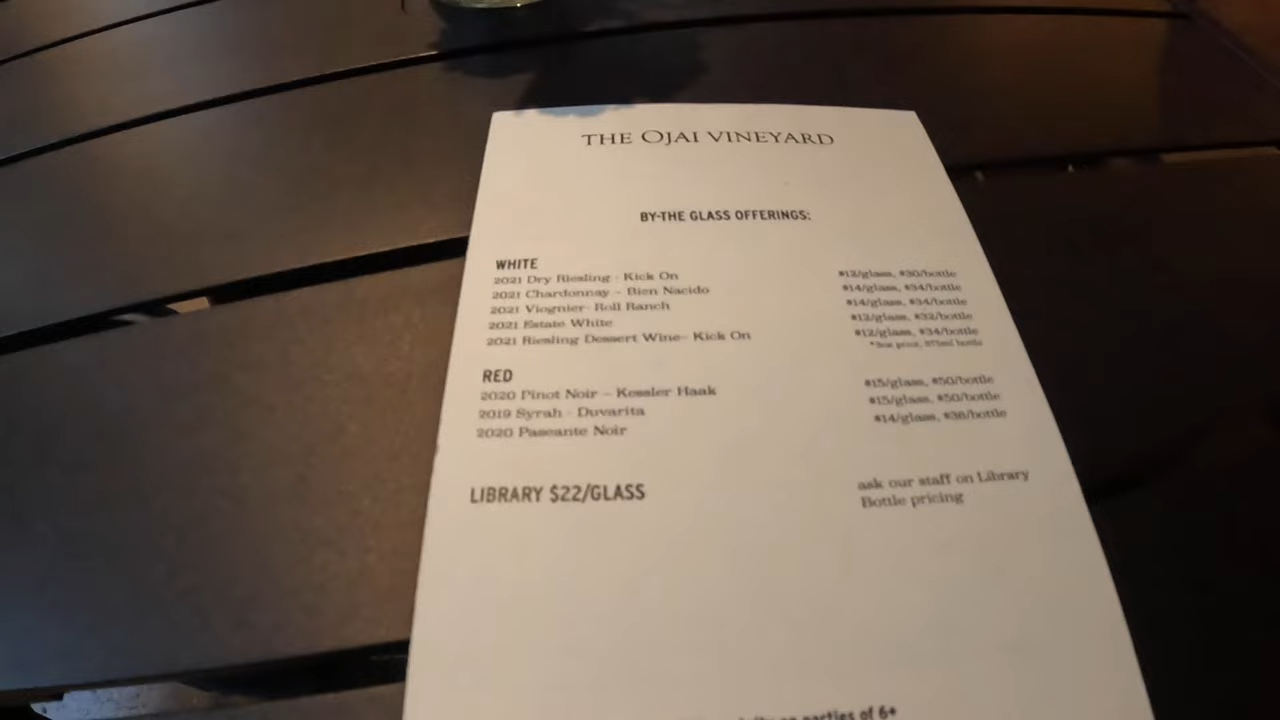 THE OJAI VINEYARD
BY-THE GLASS OFFERINGS:
WHITE
2021 Dry Riesling - Kick On $12/glass, $30/bottle
2021 Chardonnay - Bien Nacido $14/glass, $34/bottle
2021 Viognier- Roll Ranch $14/glass, $34/bottle
2021 Estate White $12/glass, $32/bottle
2021 Riesling Dessert Wine- Kick On $12/glass, $34/bottle
375ml bottle
RED
2020 Pinot Noir - Kessler Haak $15/glass, $50/bottle
2019 Syrah - Duvarita $15/glass, $50/bottle
2020 Paseante Noir $14/glass, $36/bottle
LIBRARY $22/GLASS ask our staff on Library
Bottle pricing
parties of 6+